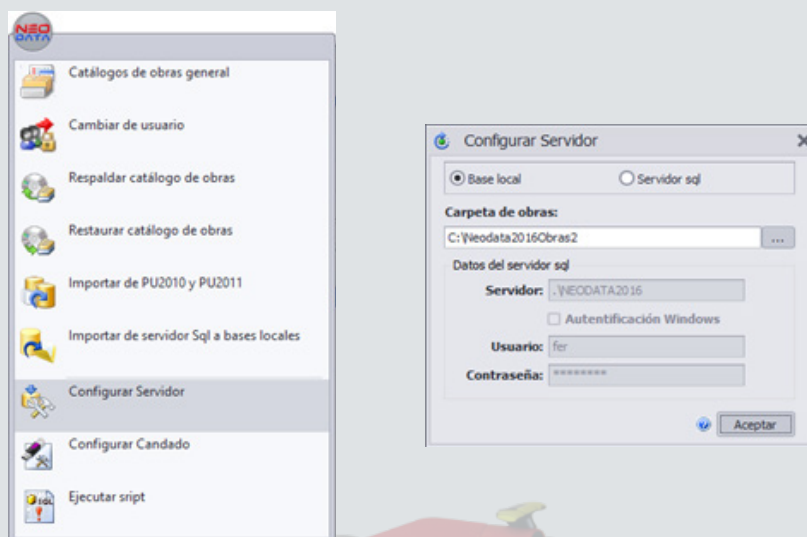 NEO
DATA
Catálogos de obras general
Cambiar de usuario
Respaldar catálogo de obras
Restaurar catálogo de obras
Importar de PU2010 y PU2011
Importar de servidor Sql a bases locales
Configurar Servidor
Configurar Candado
SQL
Ejecutar sript
Configurar Servidor
Base local
Servidor sql
Carpeta de obras:
C:\Neodata2016Obras2
...
Datos del servidor sql
Servidor: .\NEODATA2016
Autentificación Windows
Usuario: fer
Contraseña: ********
Aceptar